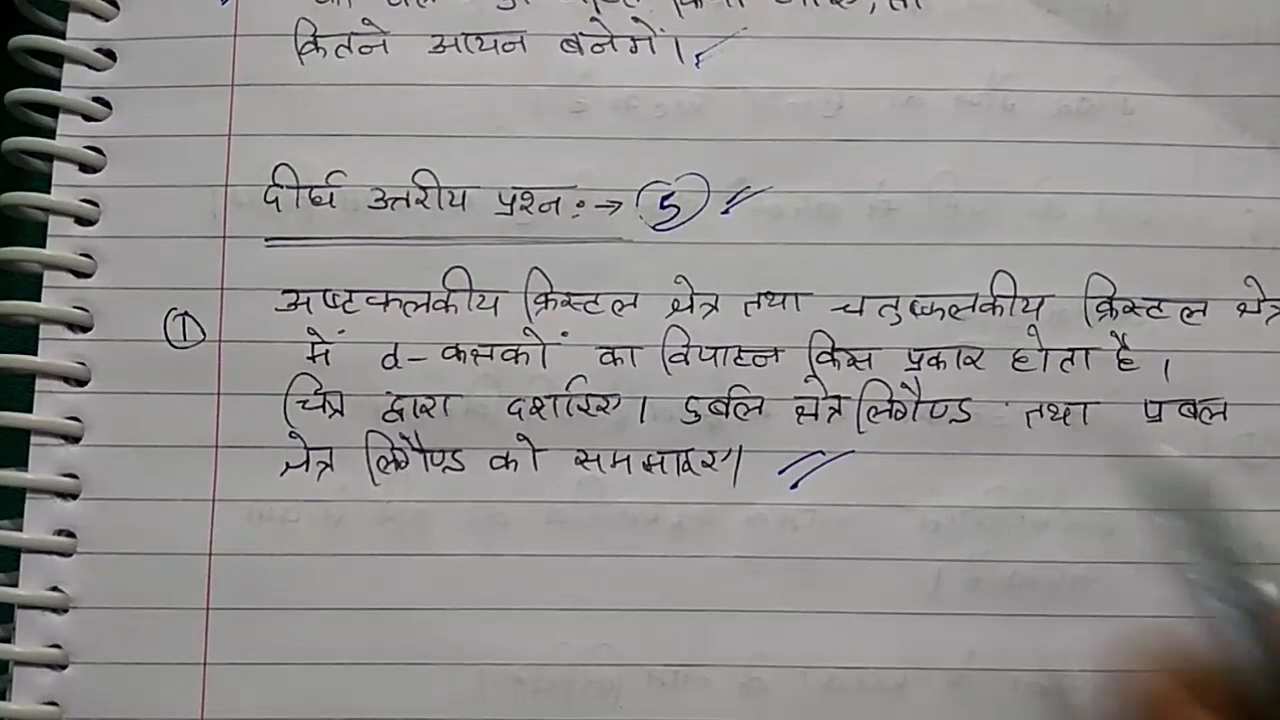 कितने आयन बनेगें।
दीर्घ उत्तरीय प्रश्न :→ 5
① अष्टफलकीय क्रिस्टल क्षेत्र तथा चतुष्फलकीय क्रिस्टल क्षेत्र
में d-कक्षकों का विपाटन किस प्रकार होता है।
चित्र द्वारा दर्शाइए। दुर्बल क्षेत्र लिगैण्ड तथा प्रबल
क्षेत्र लिगैण्ड को समझाइए।